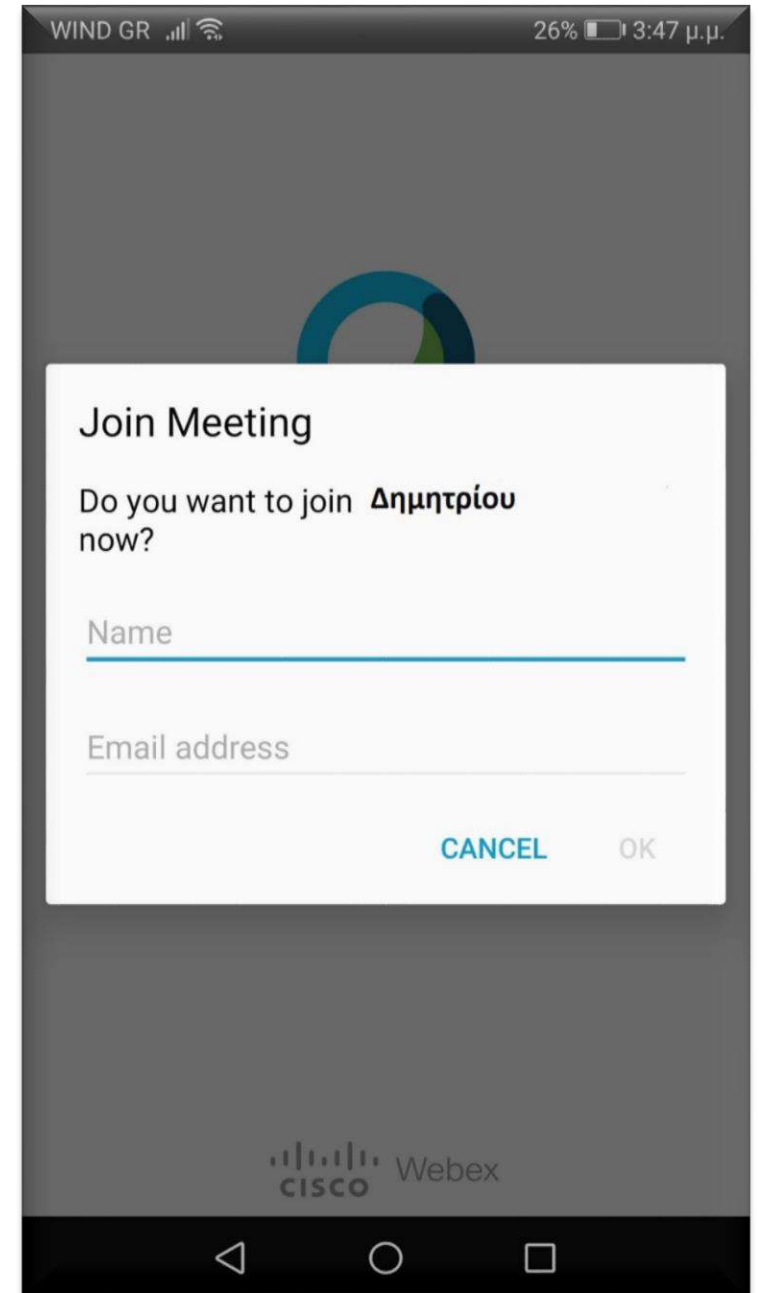 WIND GR 26% 3:47 μ.μ.
Join Meeting
Do you want to join Δημητρίου
now?
Name
Email address
CANCEL OK
CISCO Webex